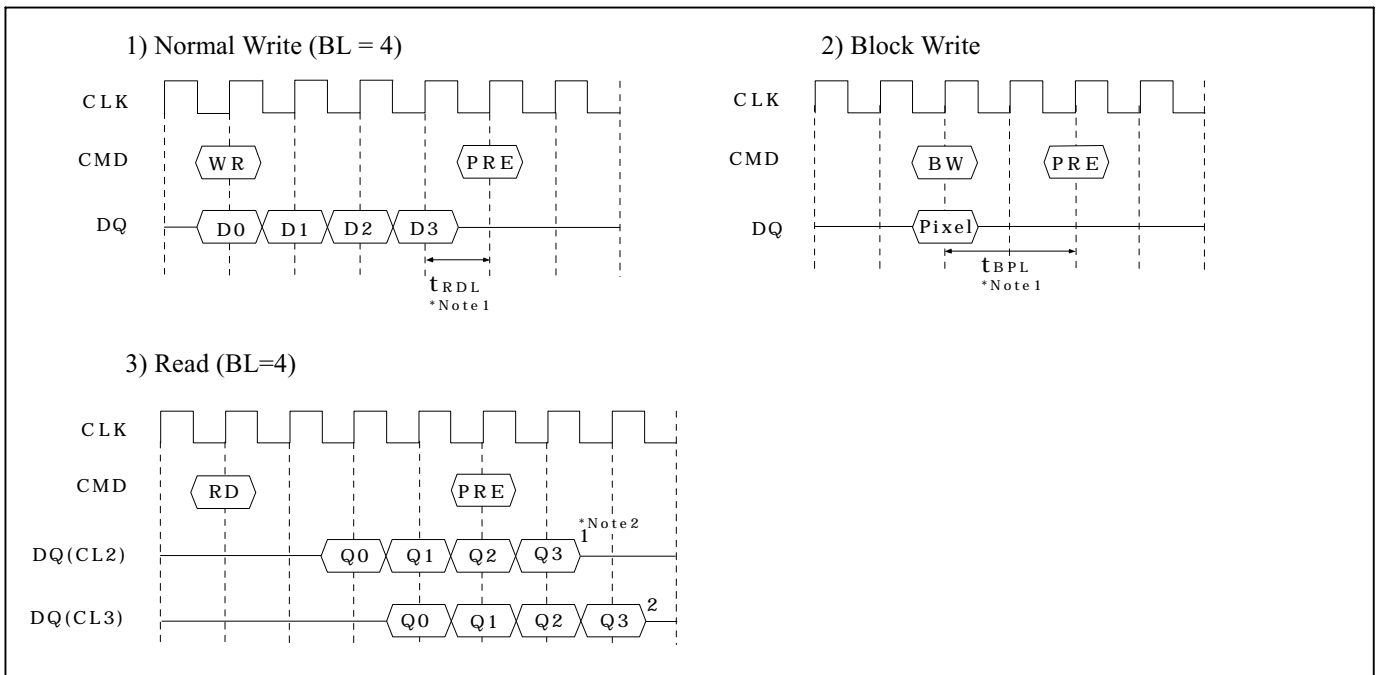 1) Normal Write (BL = 4)
CLK
CMD
WR
PRE
DQ
D0
D1
D2
D3
tRDL
*Note1
2) Block Write
CLK
CMD
BW
PRE
DQ
Pixel
tBPL
*Note1
3) Read (BL=4)
CLK
CMD
RD
PRE
*Note2
DQ(CL2)
Q0
Q1
Q2
Q3
1
DQ(CL3)
Q0
Q1
Q2
Q3
2